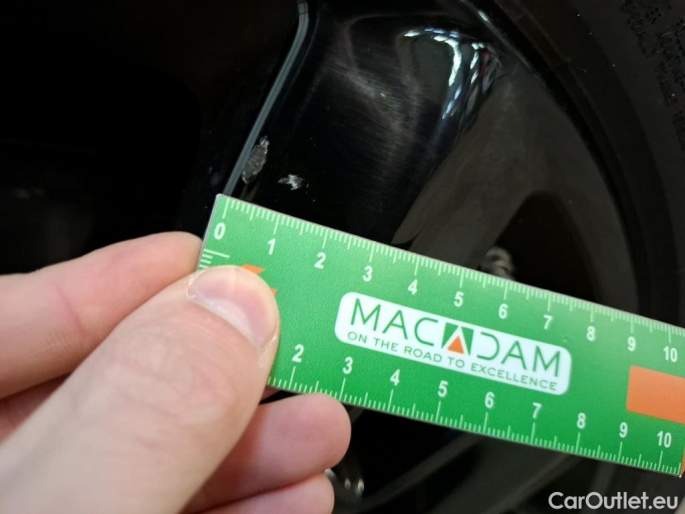 0 1 2 3 4 5 6 7 8 9 10
MACADAM
ON THE ROAD TO EXCELLENCE
2 3 4 5 6 7 8 9 10
CarOutlet.eu